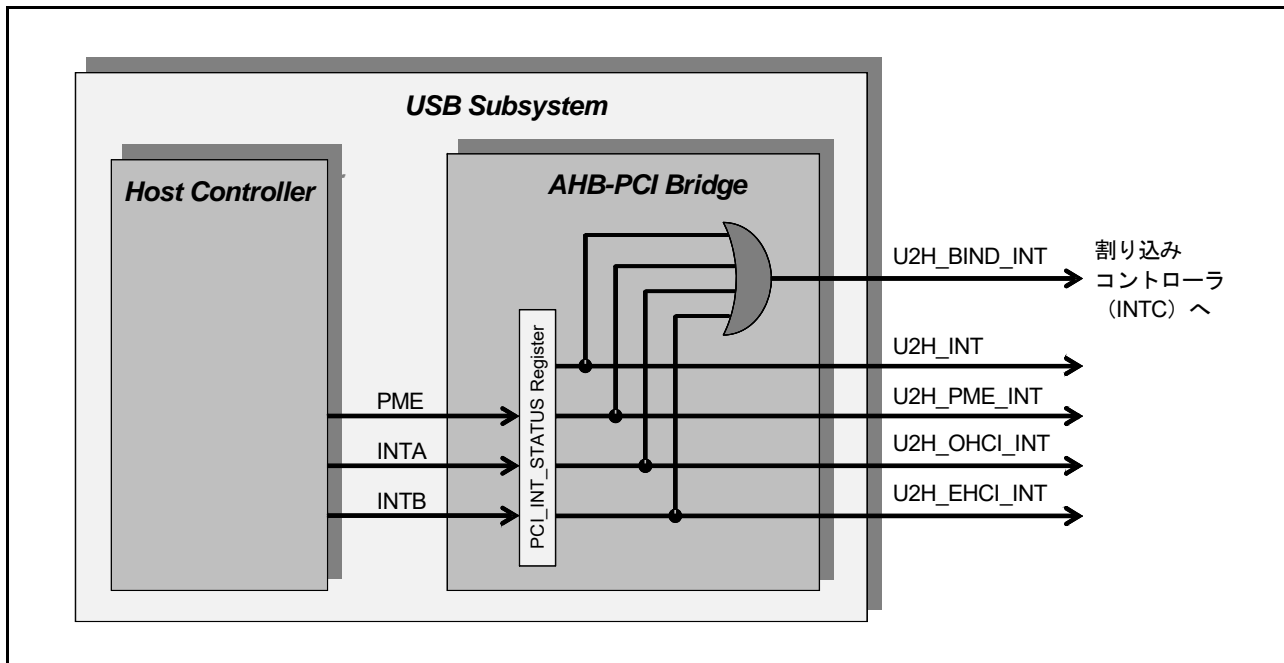 USB Subsystem
Host Controller
AHB-PCI Bridge
PCI_INT_STATUS Register
PME
INTA
INTB
U2H_BIND_INT
割り込み
コントローラ
（INTC）へ
U2H_INT
U2H_PME_INT
U2H_OHCI_INT
U2H_EHCI_INT